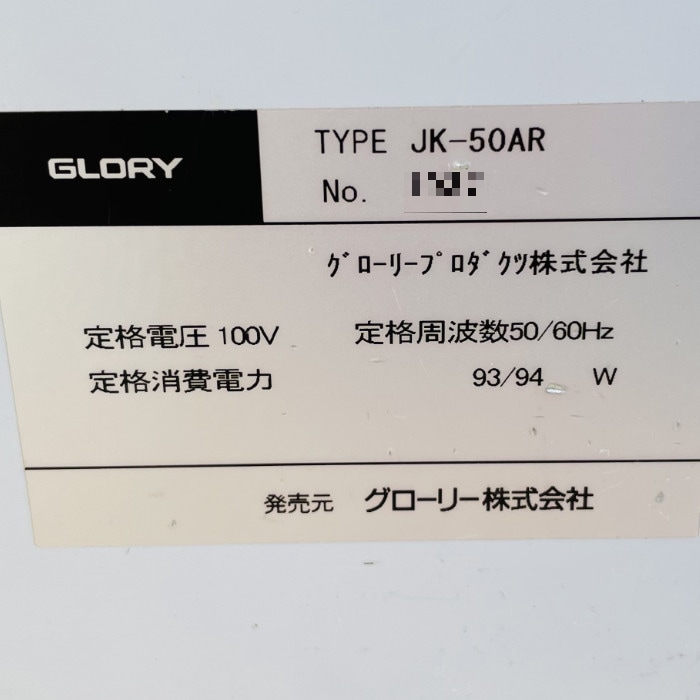 GLORY
TYPE JK-50AR
No.
ｸﾞﾛｰﾘｰﾌﾟﾛﾀﾞｸﾂ株式会社
定格電圧 100V 定格周波数50/60Hz
定格消費電力 93/94 W
発売元 グローリー株式会社